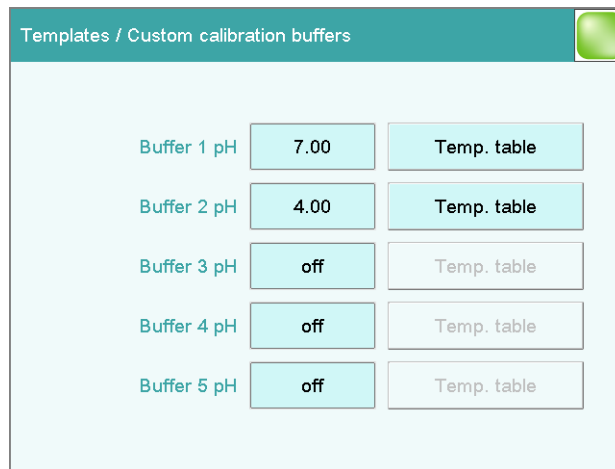 Templates / Custom calibration buffers
Buffer 1 pH 7.00 Temp. table
Buffer 2 pH 4.00 Temp. table
Buffer 3 pH off Temp. table
Buffer 4 pH off Temp. table
Buffer 5 pH off Temp. table